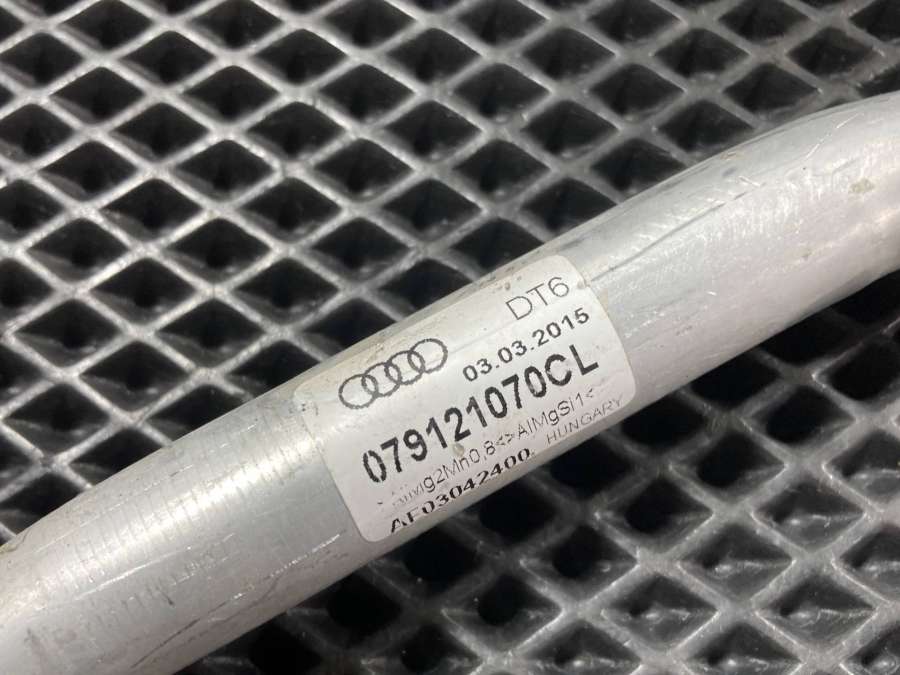 DT6
03.03.2015
079121070CL
>AlMg2Mn0,8<>AlMgSi1<
AF03042400. HUNGARY